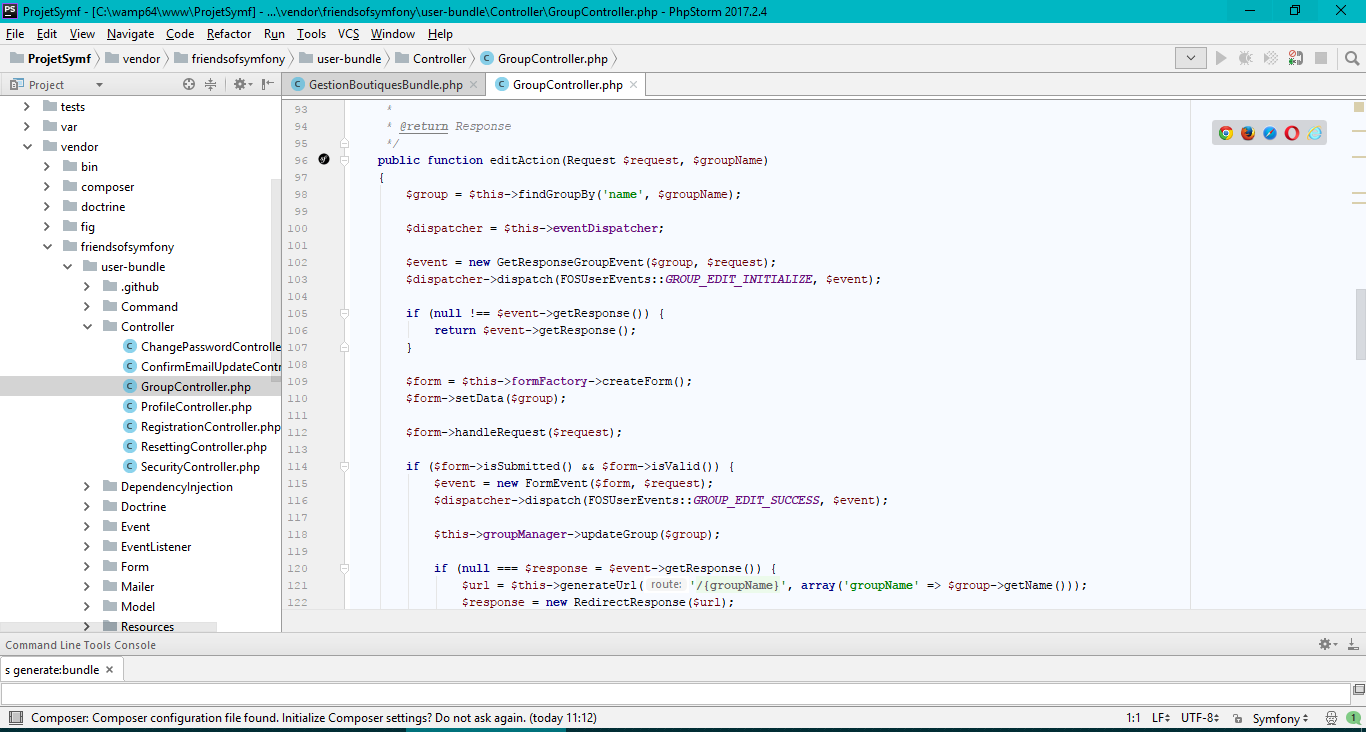 ProjetSymf - [C:\wamp64\www\ProjetSymf] - ...\vendor\friendsofsymfony\user-bundle\Controller\GroupController.php - PhpStorm 2017.2.4
File Edit View Navigate Code Refactor Run Tools VCS Window Help
ProjetSymf vendor friendsofsymfony user-bundle Controller GroupController.php
Project
GestionBoutiquesBundle.php GroupController.php
tests
var
vendor
bin
composer
doctrine
fig
friendsofsymfony
user-bundle
.github
Command
Controller
ChangePasswordControlle
ConfirmEmailUpdateContr
GroupController.php
ProfileController.php
RegistrationController.php
ResettingController.php
SecurityController.php
DependencyInjection
Doctrine
Event
EventListener
Form
Mailer
Model
Resources
93 *
94 * @return Response
95 */
96 public function editAction(Request $request, $groupName)
97 {
98 $group = $this->findGroupBy('name', $groupName);
99
100 $dispatcher = $this->eventDispatcher;
101
102 $event = new GetResponseGroupEvent($group, $request);
103 $dispatcher->dispatch(FOSUserEvents::GROUP_EDIT_INITIALIZE, $event);
104
105 if (null !== $event->getResponse()) {
106 return $event->getResponse();
107 }
108
109 $form = $this->formFactory->createForm();
110 $form->setData($group);
111
112 $form->handleRequest($request);
113
114 if ($form->isSubmitted() && $form->isValid()) {
115 $event = new FormEvent($form, $request);
116 $dispatcher->dispatch(FOSUserEvents::GROUP_EDIT_SUCCESS, $event);
117
118 $this->groupManager->updateGroup($group);
119
120 if (null === $response = $event->getResponse()) {
121 $url = $this->generateUrl( route: '/{groupName}', array('groupName' => $group->getName()));
122 $response = new RedirectResponse($url);
Command Line Tools Console
s generate:bundle
Composer: Composer configuration file found. Initialize Composer settings? Do not ask again. (today 11:12) 1:1 LF UTF-8 Symfony 1